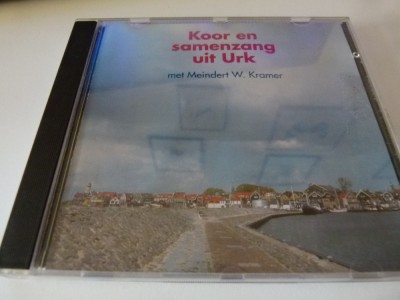 Koor en
samenzang
uit Urk
met Meindert W. Kramer